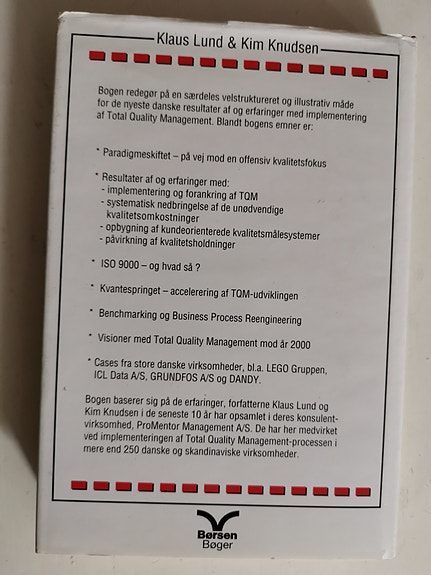 Klaus Lund & Kim Knudsen
Bogen redegør på en særdeles velstruktureret og illustrativ måde
for de nyeste danske resultater af og erfaringer med implementering
af Total Quality Management. Blandt bogens emner er:
* Paradigmeskiftet – på vej mod en offensiv kvalitetsfokus
* Resultater af og erfaringer med:
- implementering og forankring af TQM
- systematisk nedbringelse af de unødvendige
kvalitetsomkostninger
- opbygning af kundeorienterede kvalitetsmålesystemer
- påvirkning af kvalitetsholdninger
* ISO 9000 – og hvad så ?
* Kvantespringet – accelerering af TQM-udviklingen
* Benchmarking og Business Process Reengineering
* Visioner med Total Quality Management mod år 2000
* Cases fra store danske virksomheder, bl.a. LEGO Gruppen,
ICL Data A/S, GRUNDFOS A/S og DANDY.
Bogen baserer sig på de erfaringer, forfatterne Klaus Lund og
Kim Knudsen i de seneste 10 år har opsamlet i deres konsulent-
virksomhed, ProMentor Management A/S. De har her medvirket
ved implementeringen af Total Quality Management-processen i
mere end 250 danske og skandinaviske virksomheder.
Børsen
Bøger